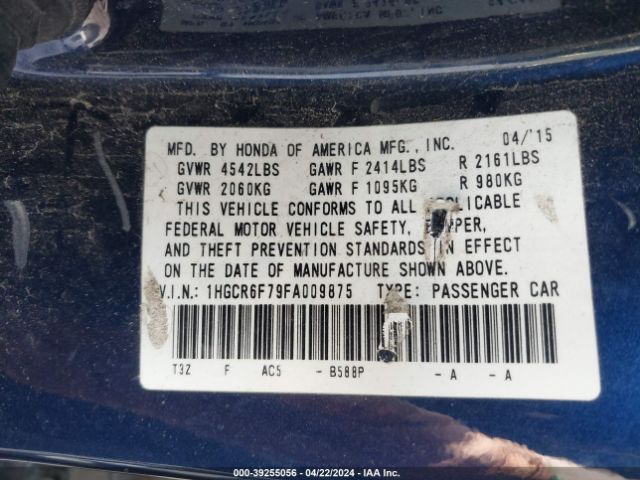 MFD. BY HONDA OF AMERICA MFG., INC. 04/'15
GVWR 4542LBS GAWR F 2414LBS R 2161LBS
GVWR 2060KG GAWR F 1095KG R 980KG
THIS VEHICLE CONFORMS TO ALL
FEDERAL MOTOR VEHICLE SAFETY,
AND THEFT PREVENTION STANDARDS IN EFFECT
ON THE DATE OF MANUFACTURE SHOWN ABOVE.
V.I.N.: 1HGCR6F79FA009875 TYPE: PASSENGER CAR
T3Z F AC5 - B588P - A - A
000-39255056 - 04/22/2024 - IAA Inc.